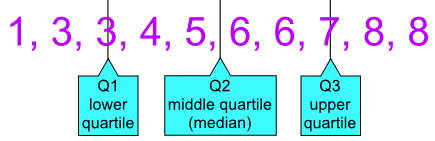 1, 3, 3, 4, 5, 6, 6, 7, 8, 8
Q1
lower
quartile
Q2
middle quartile
(median)
Q3
upper
quartile